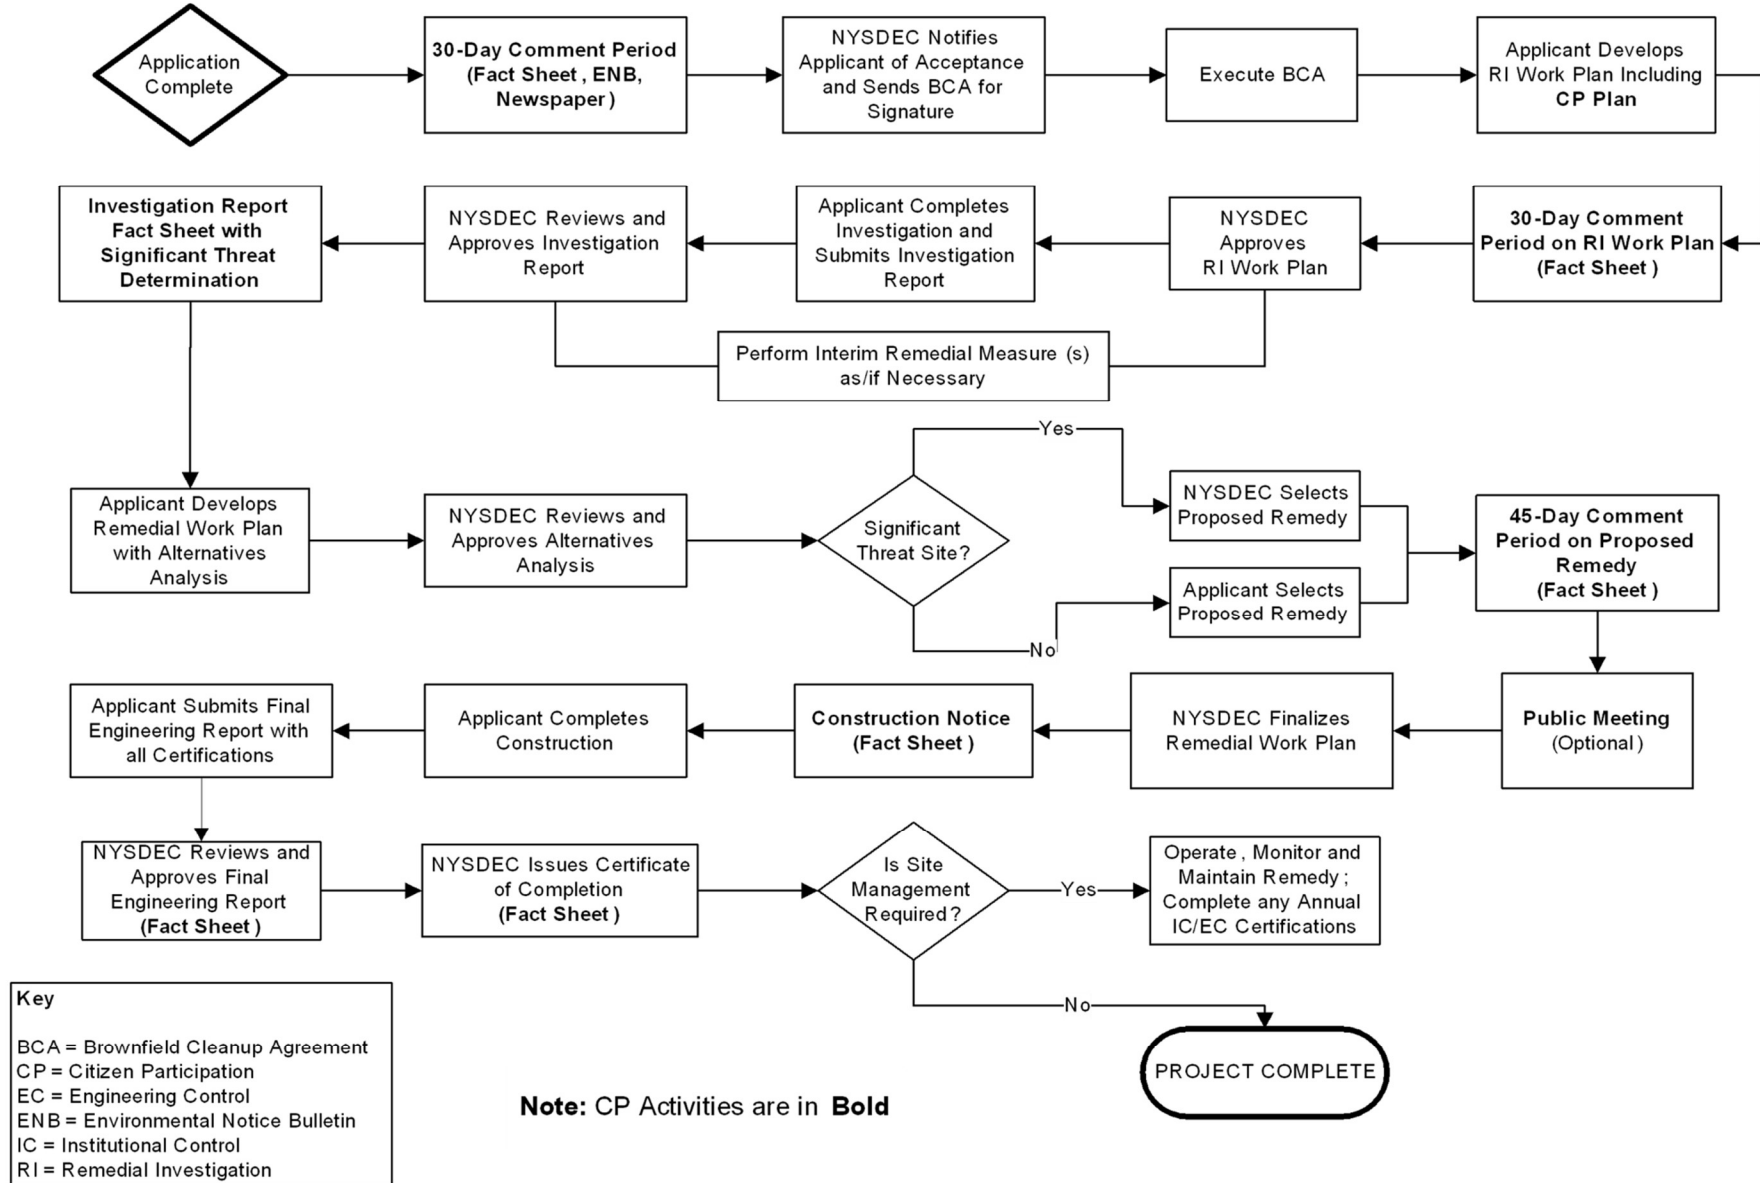 Application
Complete
30-Day Comment Period
(Fact Sheet , ENB,
Newspaper )
NYSDEC Notifies
Applicant of Acceptance
and Sends BCA for
Signature
Execute BCA
Applicant Develops
RI Work Plan Including
CP Plan
Investigation Report
Fact Sheet with
Significant Threat
Determination
NYSDEC Reviews and
Approves Investigation
Report
Applicant Completes
Investigation and
Submits Investigation
Report
NYSDEC
Approves
RI Work Plan
30-Day Comment
Period on RI Work Plan
(Fact Sheet )
Perform Interim Remedial Measure (s)
as/if Necessary
Applicant Develops
Remedial Work Plan
with Alternatives
Analysis
NYSDEC Reviews and
Approves Alternatives
Analysis
Significant
Threat Site?
Yes
No
NYSDEC Selects
Proposed Remedy
Applicant Selects
Proposed Remedy
45-Day Comment
Period on Proposed
Remedy
(Fact Sheet )
Applicant Submits Final
Engineering Report with
all Certifications
Applicant Completes
Construction
Construction Notice
(Fact Sheet )
NYSDEC Finalizes
Remedial Work Plan
Public Meeting
(Optional )
NYSDEC Reviews and
Approves Final
Engineering Report
(Fact Sheet )
NYSDEC Issues Certificate
of Completion
(Fact Sheet )
Is Site
Management
Required?
Yes
Operate , Monitor and
Maintain Remedy ;
Complete any Annual
IC/EC Certifications
No
PROJECT COMPLETE
Key
BCA = Brownfield Cleanup Agreement
CP = Citizen Participation
EC = Engineering Control
ENB = Environmental Notice Bulletin
IC = Institutional Control
RI = Remedial Investigation
Note: CP Activities are in Bold